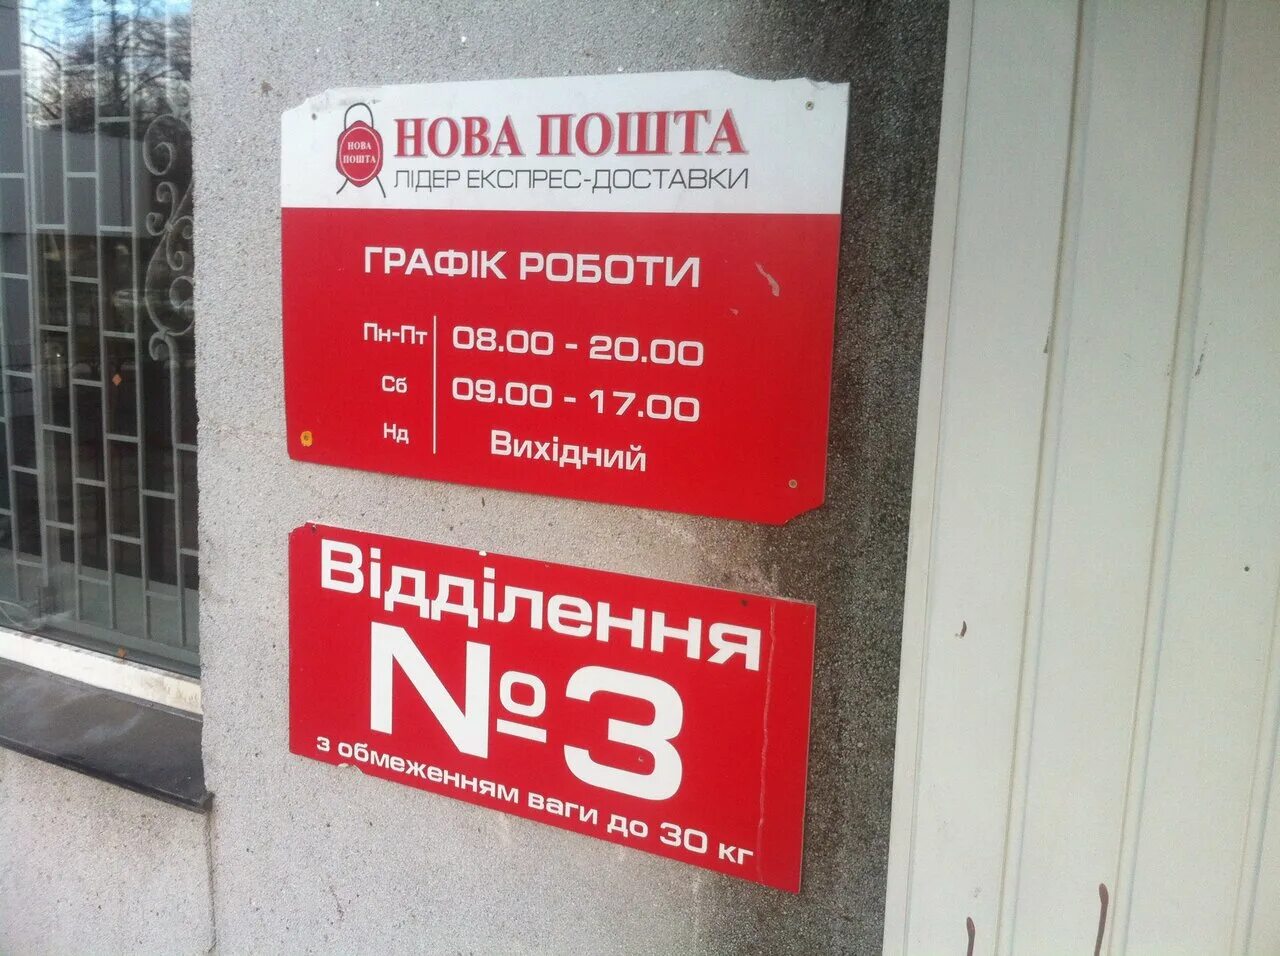 НОВА ПОШТА
НОВА
ПОШТА
ЛІДЕР ЕКСПРЕС-ДОСТАВКИ
ГРАФІК РОБОТИ
Пн-Пт 08.00 - 20.00
Сб 09.00 - 17.00
Нд Вихідний
Відділення
№3
з обмеженням ваги до 30 кг